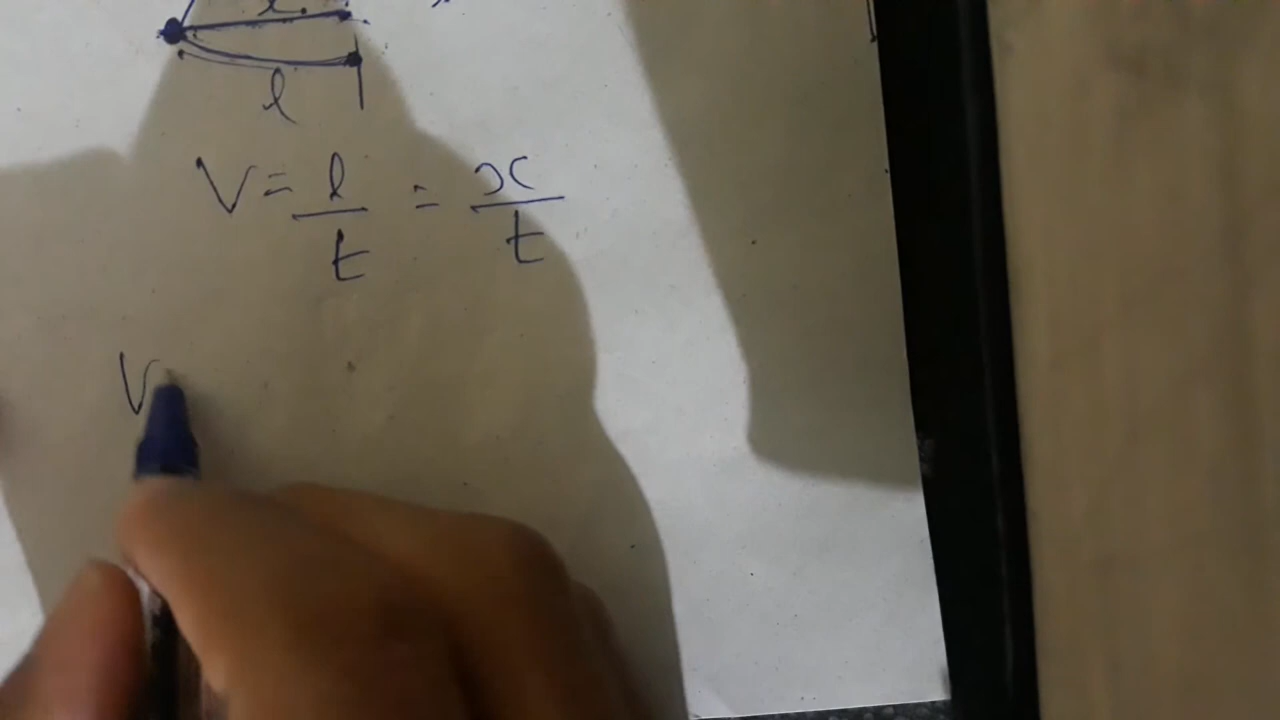 l
V = l/t = x/t
V